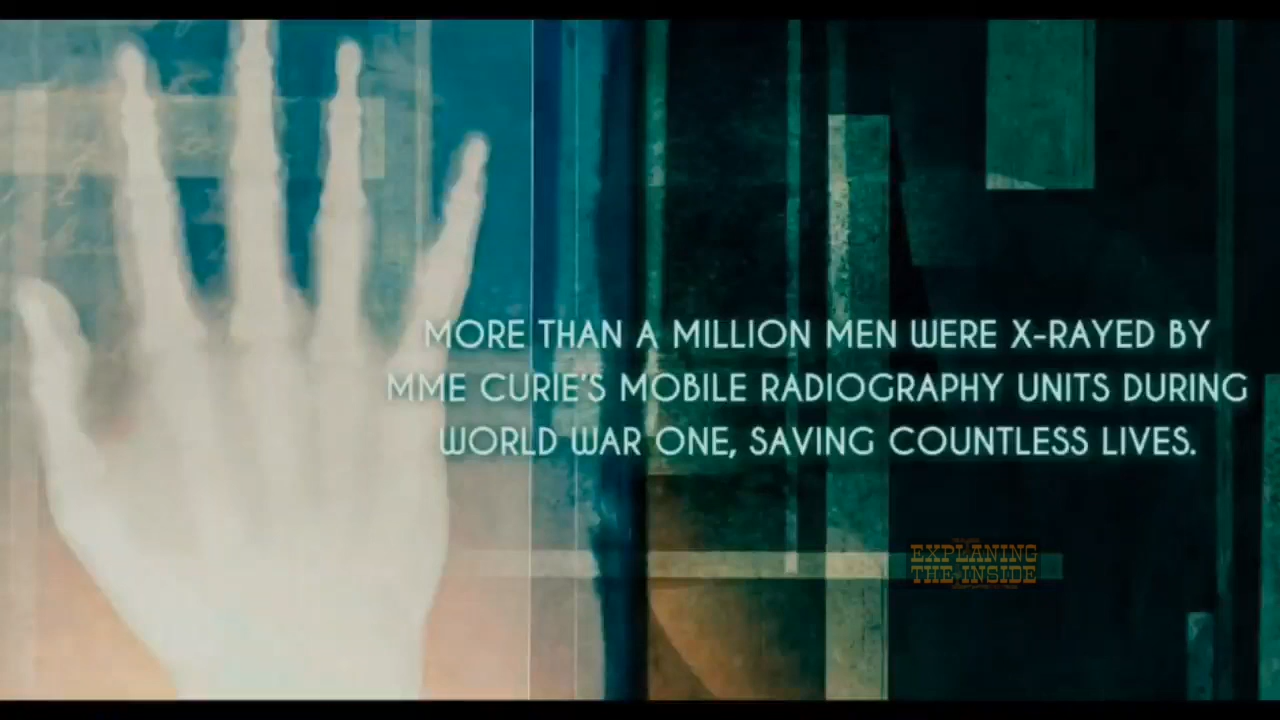 MORE THAN A MILLION MEN WERE X-RAYED BY
MME CURIE'S MOBILE RADIOGRAPHY UNITS DURING
WORLD WAR ONE, SAVING COUNTLESS LIVES.
EXPLANING
THE INSIDE